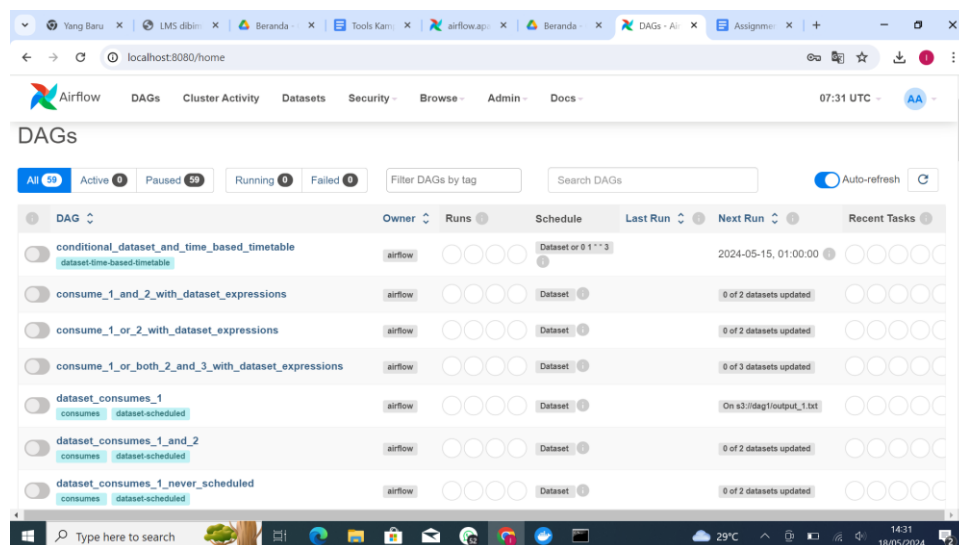 Yang Baru
LMS dibim
Beranda -
Tools Kam
airflow.apa
Beranda -
DAGs - Air
Assignmen
localhost:8080/home
Airflow DAGs Cluster Activity Datasets Security Browse Admin Docs 07:31 UTC AA
DAGs
All 59 Active 0 Paused 59 Running 0 Failed 0 Filter DAGs by tag Search DAGs Auto-refresh
DAG Owner Runs Schedule Last Run Next Run Recent Tasks
conditional_dataset_and_time_based_timetable airflow Dataset or 0 1 * * 3 2024-05-15, 01:00:00
dataset-time-based-timetable
consume_1_and_2_with_dataset_expressions airflow Dataset 0 of 2 datasets updated
consume_1_or_2_with_dataset_expressions airflow Dataset 0 of 2 datasets updated
consume_1_or_both_2_and_3_with_dataset_expressions airflow Dataset 0 of 3 datasets updated
dataset_consumes_1 airflow Dataset On s3://dag1/output_1.txt
consumes dataset-scheduled
dataset_consumes_1_and_2 airflow Dataset 0 of 2 datasets updated
consumes dataset-scheduled
dataset_consumes_1_never_scheduled airflow Dataset 0 of 2 datasets updated
consumes dataset-scheduled
Type here to search 29°C 14:31
18/05/2024